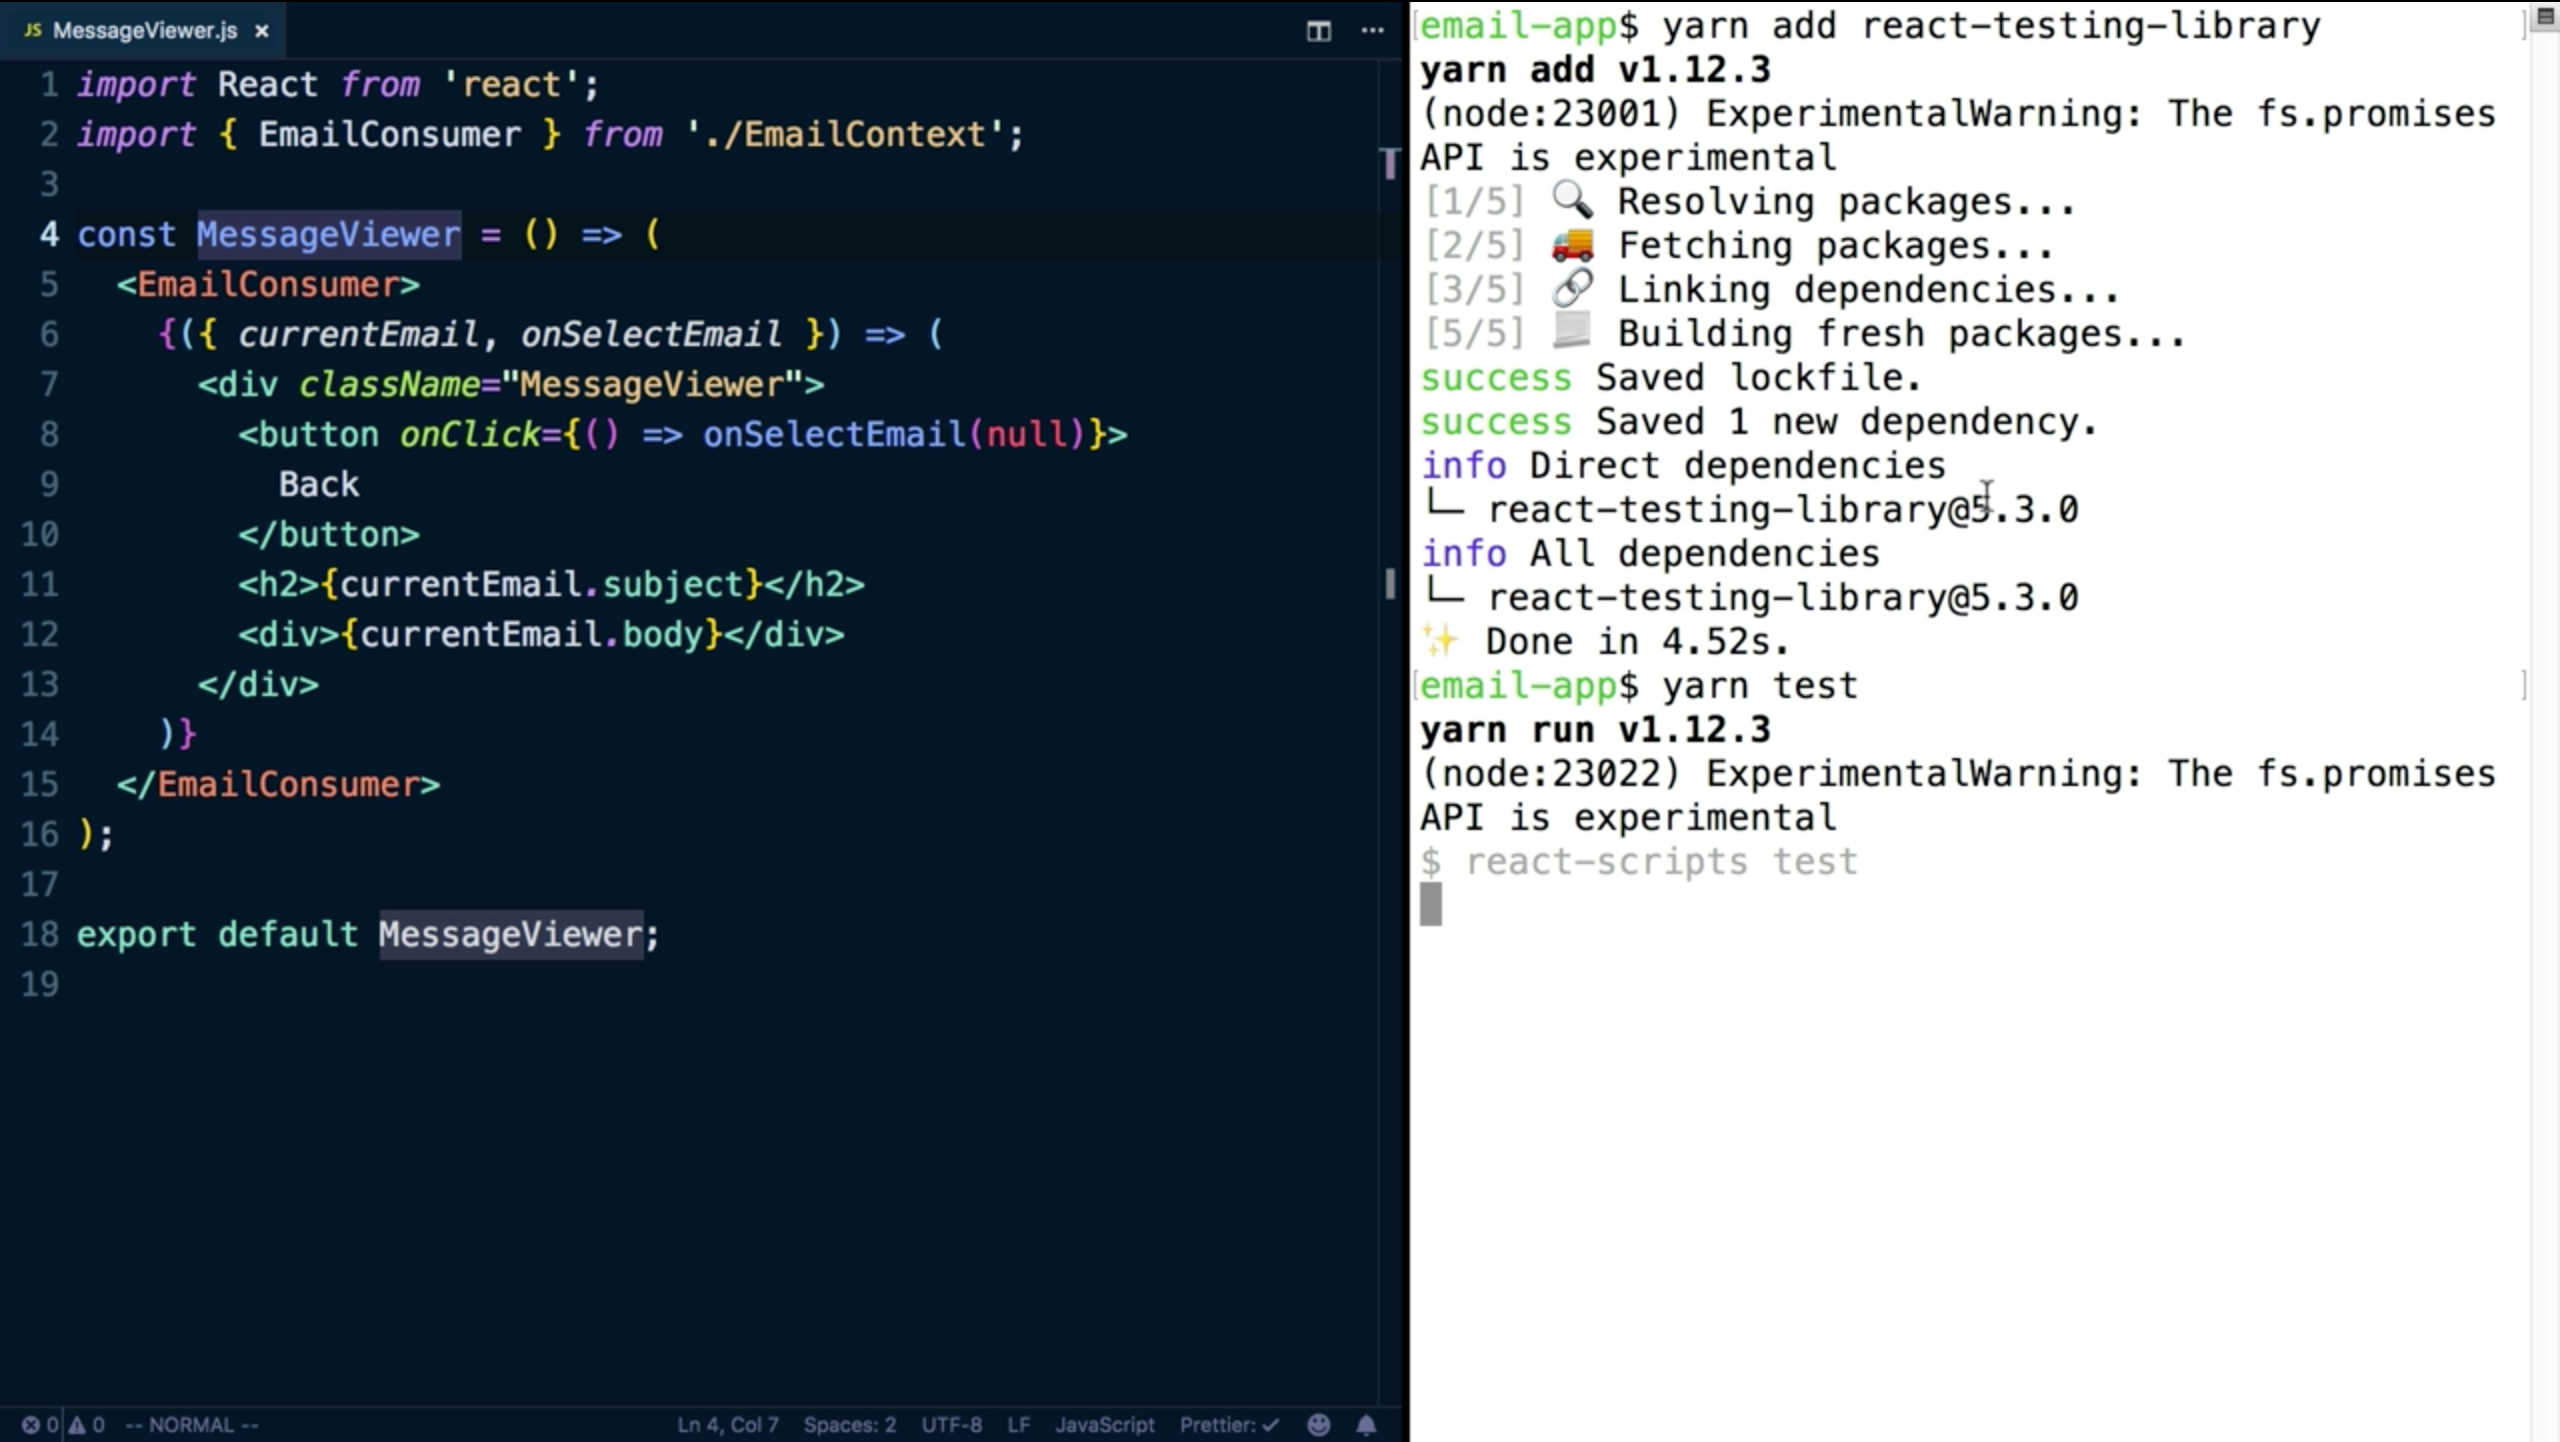 JS MessageViewer.js ×
1 import React from 'react';
2 import { EmailConsumer } from './EmailContext';
3
4 const MessageViewer = () => (
5 <EmailConsumer>
6 {({ currentEmail, onSelectEmail }) => (
7 <div className="MessageViewer">
8 <button onClick={() => onSelectEmail(null)}>
9 Back
10 </button>
11 <h2>{currentEmail.subject}</h2>
12 <div>{currentEmail.body}</div>
13 </div>
14 )}
15 </EmailConsumer>
16 );
17
18 export default MessageViewer;
19
0 0 -- NORMAL -- Ln 4, Col 7 Spaces: 2 UTF-8 LF JavaScript Prettier: ✓
[email-app$ yarn add react-testing-library ]
yarn add v1.12.3
(node:23001) ExperimentalWarning: The fs.promises
API is experimental
[1/5] 🔍 Resolving packages...
[2/5] 🚚 Fetching packages...
[3/5] 🔗 Linking dependencies...
[5/5] 📃 Building fresh packages...
success Saved lockfile.
success Saved 1 new dependency.
info Direct dependencies
└─ react-testing-library@5.3.0
info All dependencies
└─ react-testing-library@5.3.0
✨ Done in 4.52s.
[email-app$ yarn test ]
yarn run v1.12.3
(node:23022) ExperimentalWarning: The fs.promises
API is experimental
$ react-scripts test